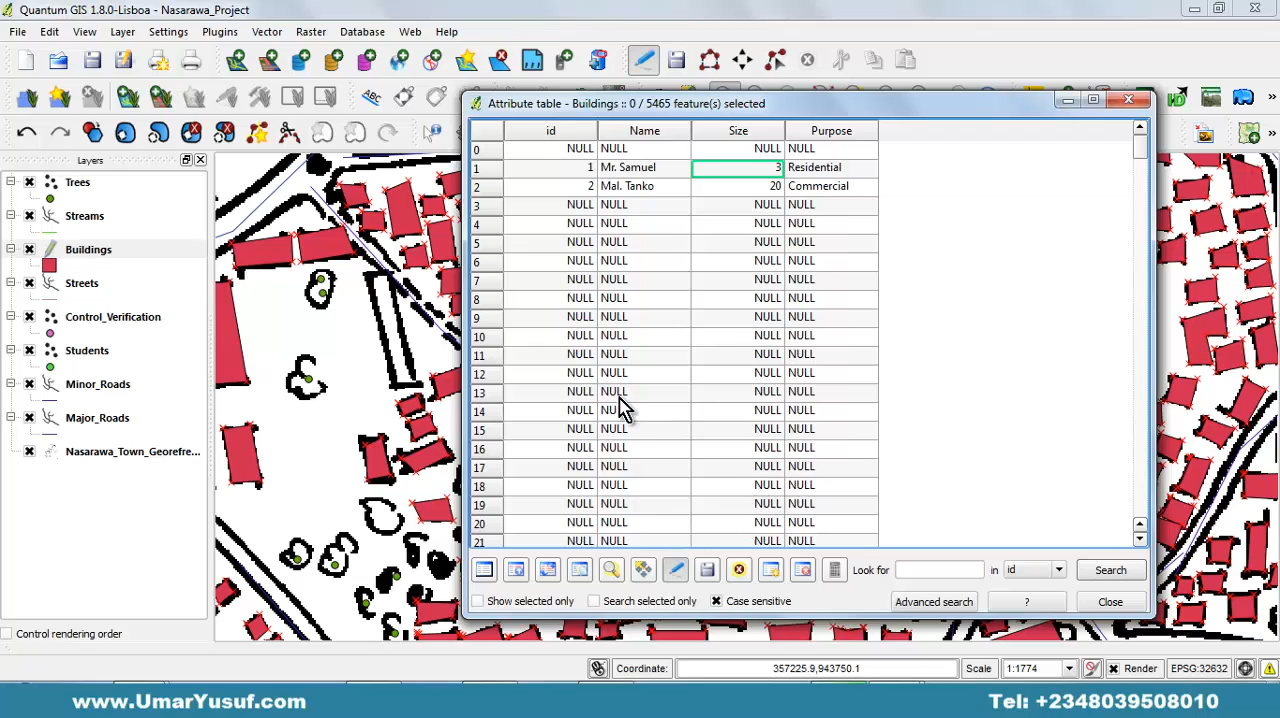 Quantum GIS 1.8.0-Lisboa - Nasarawa_Project
File Edit View Layer Settings Plugins Vector Raster Database Web Help
ABC
HD
Attribute table - Buildings :: 0 / 5465 feature(s) selected
Layers
Trees
Streams
Buildings
Streets
Control_Verification
Students
Minor_Roads
Major_Roads
Nasarawa_Town_Georefre...
Control rendering order
id Name Size Purpose
0 NULL NULL NULL NULL
1 1 Mr. Samuel 3 Residential
2 2 Mal. Tanko 20 Commercial
3 NULL NULL NULL NULL
4 NULL NULL NULL NULL
5 NULL NULL NULL NULL
6 NULL NULL NULL NULL
7 NULL NULL NULL NULL
8 NULL NULL NULL NULL
9 NULL NULL NULL NULL
10 NULL NULL NULL NULL
11 NULL NULL NULL NULL
12 NULL NULL NULL NULL
13 NULL NULL NULL NULL
14 NULL NULL NULL NULL
15 NULL NULL NULL NULL
16 NULL NULL NULL NULL
17 NULL NULL NULL NULL
18 NULL NULL NULL NULL
19 NULL NULL NULL NULL
20 NULL NULL NULL NULL
21 NULL NULL NULL NULL
Look for in id Search
Show selected only Search selected only Case sensitive Advanced search ? Close
Coordinate: 357225.9,943750.1 Scale 1:1774 Render EPSG:32632
www.UmarYusuf.com Tel: +2348039508010